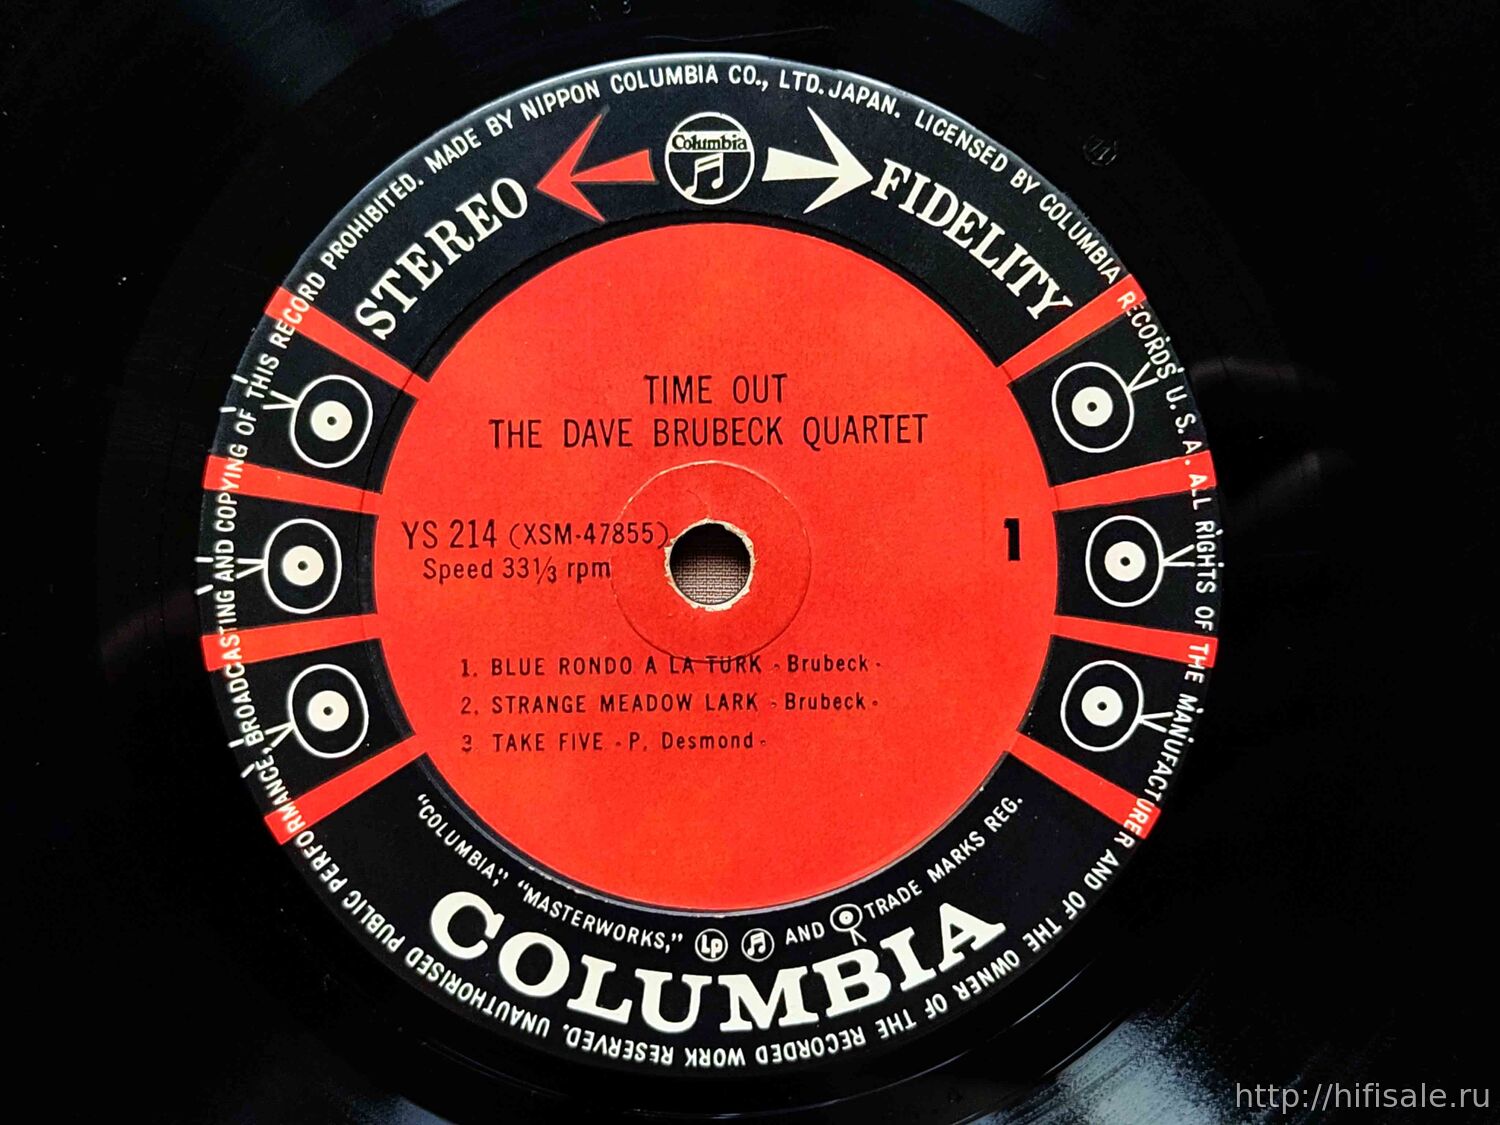 MADE BY NIPPON COLUMBIA CO., LTD. JAPAN. LICENSED BY COLUMBIA RECORDS U.S.A. ALL RIGHTS OF THE MANUFACTURER AND OF THE OWNER OF THE RECORDED WORK RESERVED. UNAUTHORISED PUBLIC PERFORMANCE, BROADCASTING AND COPYING OF THIS RECORD PROHIBITED.
Columbia
STEREO FIDELITY
TIME OUT
THE DAVE BRUBECK QUARTET
YS 214 (XSM-47855)
Speed 33⅓ rpm
1
1. BLUE RONDO A LA TURK - Brubeck -
2. STRANGE MEADOW LARK - Brubeck -
3 TAKE FIVE - P. Desmond -
"COLUMBIA," "MASTERWORKS," Lp AND TRADE MARKS REG.
COLUMBIA
http://hifisale.ru